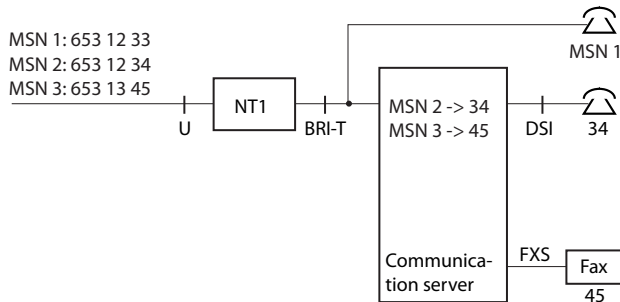 MSN 1: 653 12 33
MSN 2: 653 12 34
MSN 3: 653 13 45
U
NT1
BRI-T
MSN 1
MSN 2 -> 34
MSN 3 -> 45
DSI
34
Communica-
tion server
FXS
Fax
45